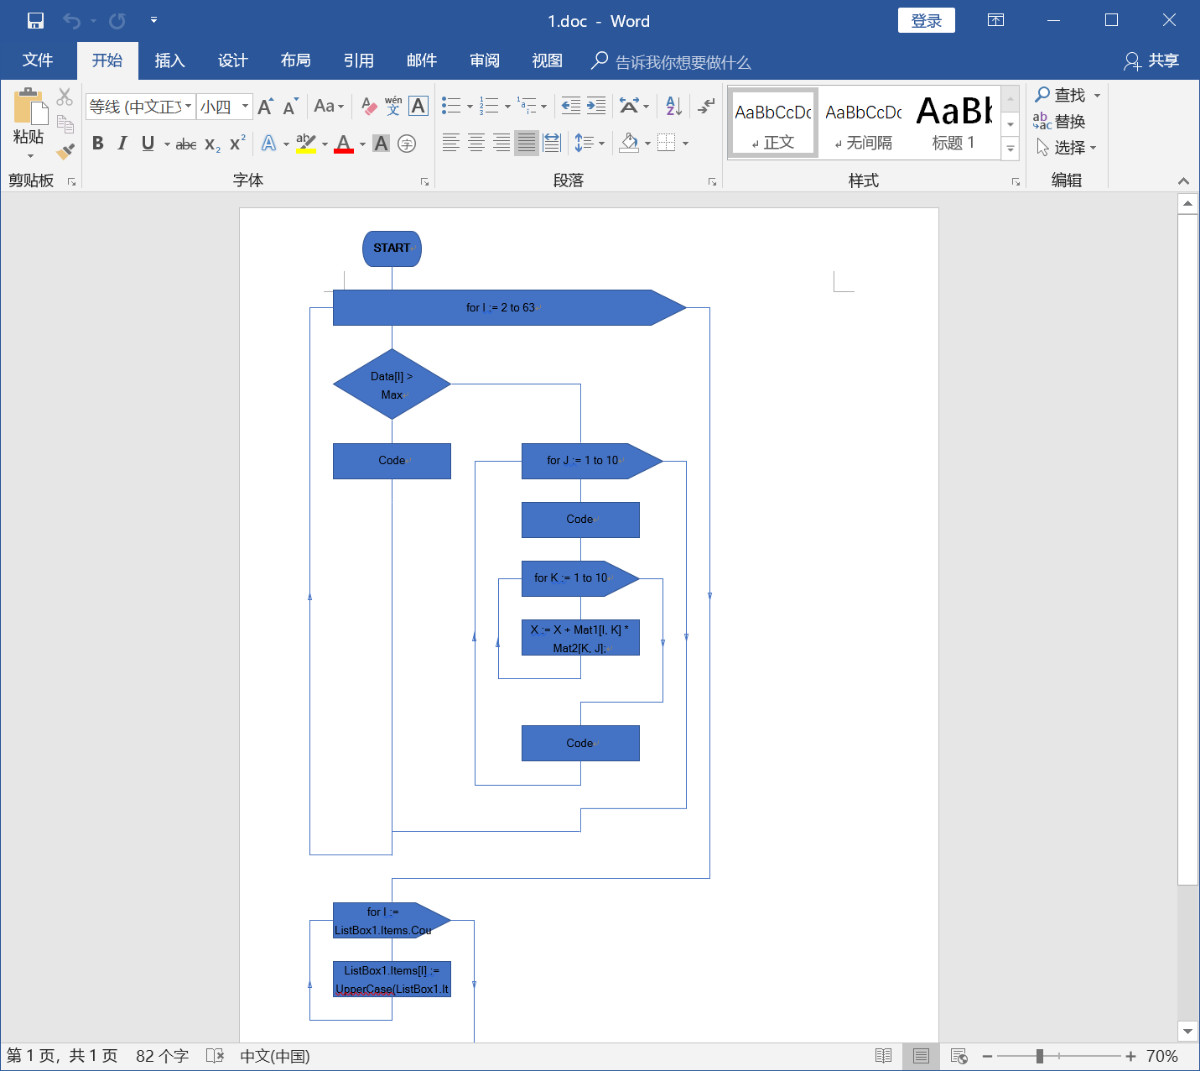 1.doc - Word
登录
文件 开始 插入 设计 布局 引用 邮件 审阅 视图 告诉我你想要做什么 共享
粘贴
等线 (中文正文 小四 A A Aa wén 文 A
B I U abc X₂ X² A aby A A 字
AaBbCcDc AaBbCcDc AaBb
正文 无间隔 标题 1
查找
替换
选择
剪贴板 字体 段落 样式 编辑
START
for I := 2 to 63
Data[I] >
Max
Code
for J := 1 to 10
Code
for K := 1 to 10
X := X + Mat1[I, K] *
Mat2[K, J];
Code
for I :=
ListBox1.Items.Cou
ListBox1.Items[I] :=
UpperCase(ListBox1.It
第 1 页，共 1 页 82 个字 中文(中国) 70%